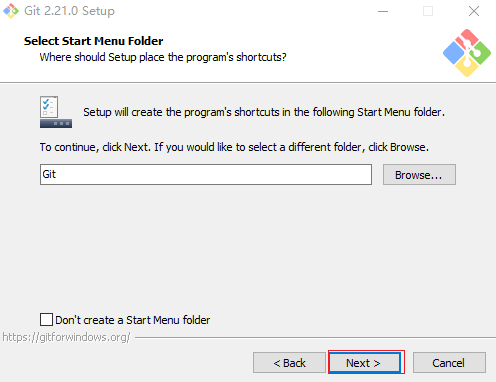 Git 2.21.0 Setup
Select Start Menu Folder
Where should Setup place the program's shortcuts?
Setup will create the program's shortcuts in the following Start Menu folder.
To continue, click Next. If you would like to select a different folder, click Browse.
Git
Browse...
Don't create a Start Menu folder
https://gitforwindows.org/
< Back
Next >
Cancel